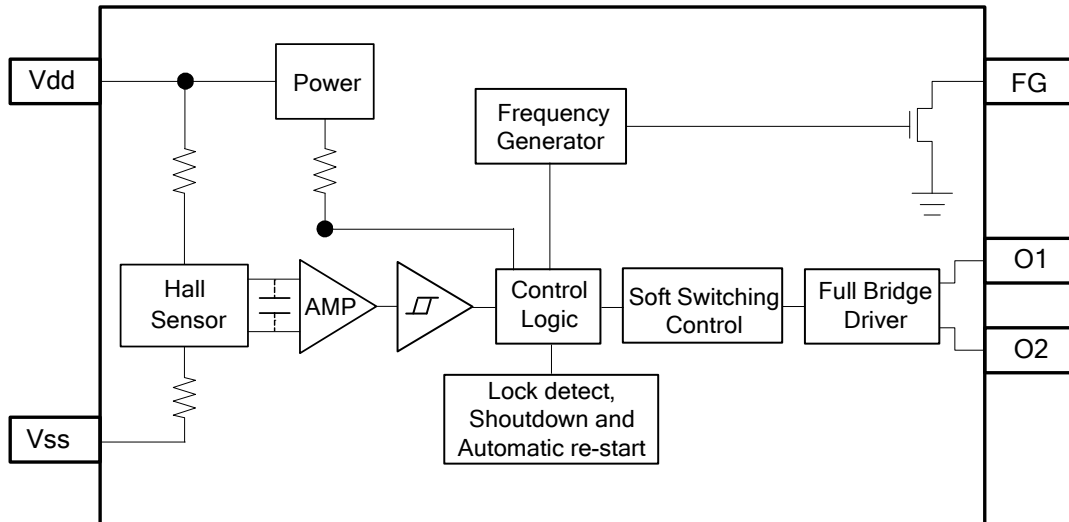 Vdd
Power
Frequency
Generator
FG
Hall
Sensor
AMP
Control
Logic
Soft Switching
Control
Full Bridge
Driver
O1
O2
Lock detect,
Shoutdown and
Automatic re-start
Vss